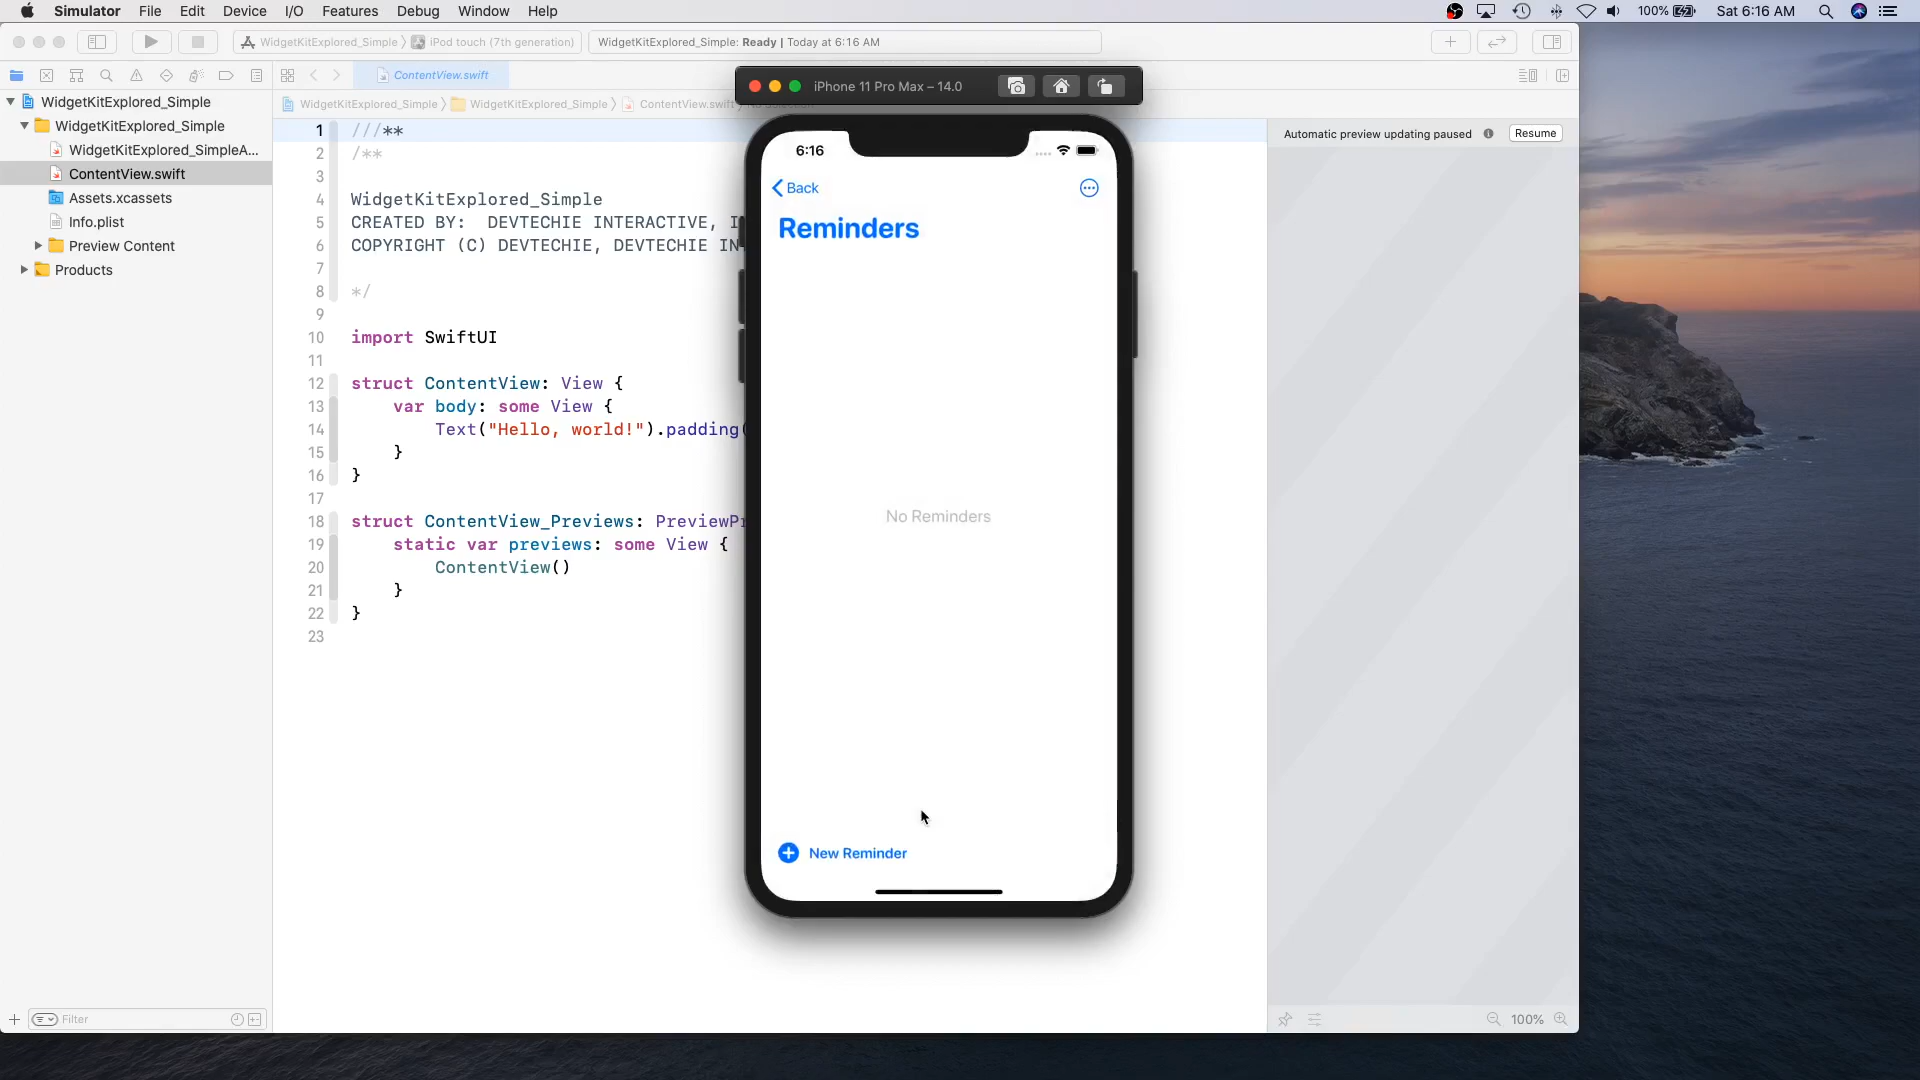 Simulator File Edit Device I/O Features Debug Window Help 100% Sat 6:16 AM
WidgetKitExplored_Simple iPod touch (7th generation) WidgetKitExplored_Simple: Ready | Today at 6:16 AM
ContentView.swift
iPhone 11 Pro Max – 14.0
WidgetKitExplored_Simple WidgetKitExplored_Simple ContentView.swift
WidgetKitExplored_Simple
WidgetKitExplored_Simple
WidgetKitExplored_SimpleA...
ContentView.swift
Assets.xcassets
Info.plist
Preview Content
Products
Filter
1 ///**
2 /**
3
4 WidgetKitExplored_Simple
5 CREATED BY: DEVTECHIE INTERACTIVE, I
6 COPYRIGHT (C) DEVTECHIE, DEVTECHIE IN
7
8 */
9
10 import SwiftUI
11
12 struct ContentView: View {
13 var body: some View {
14 Text("Hello, world!").padding(
15 }
16 }
17
18 struct ContentView_Previews: PreviewPr
19 static var previews: some View {
20 ContentView()
21 }
22 }
23
6:16
Back
Reminders
No Reminders
New Reminder
Automatic preview updating paused Resume
100%